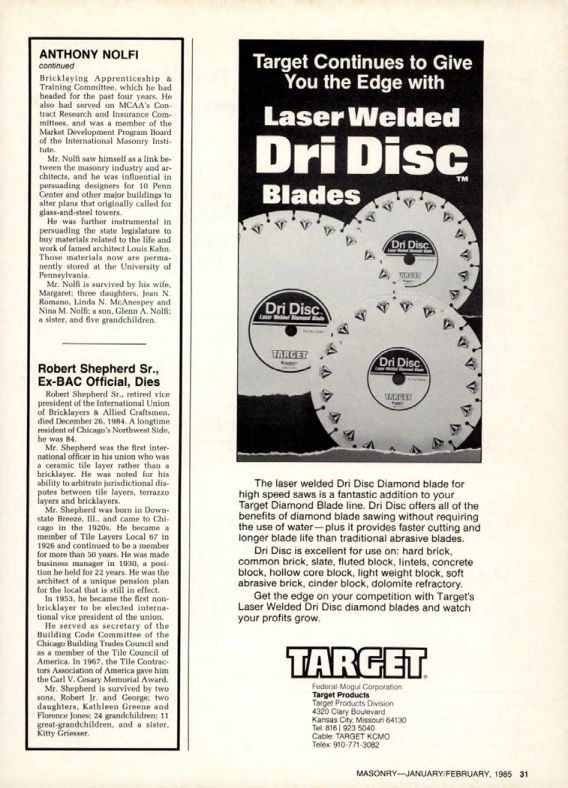 ANTHONY NOLFI
continued
Bricklaying Apprenticeship &
Training Committee, which he had
headed for the past four years. He
also had served on MCAA's Con-
tract Research and Insurance Com-
mittees, and was a member of the
Market Development Program Board
of the International Masonry Insti-
tute.
Mr. Nolfi saw himself as a link be-
tween the masonry industry and ar-
chitects, and he was influential in
persuading designers for 10 Penn
Center and other major buildings to
alter plans that originally called for
glass-and-steel towers.
He was further instrumental in
persuading the state legislature to
buy materials related to the life and
work of famed architect Louis Kahn.
Those materials now are perma-
nently stored at the University of
Pennsylvania.
Mr. Nolfi is survived by his wife,
Margaret; three daughters, Jean N.
Romano, Linda N. McAnespey and
Nina M. Nolfi; a son, Glenn A. Nolfi;
a sister, and five grandchildren.
Robert Shepherd Sr.,
Ex-BAC Official, Dies
Robert Shepherd Sr., retired vice
president of the International Union
of Bricklayers & Allied Craftsmen,
died December 26, 1984. A longtime
resident of Chicago's Northwest Side,
he was 84.
Mr. Shepherd was the first inter-
national officer in his union who was
a ceramic tile layer rather than a
bricklayer. He was noted for his
ability to arbitrate jurisdictional dis-
putes between tile layers, terrazzo
layers and bricklayers.
Mr. Shepherd was born in Down-
state Breeze, Ill., and came to Chi-
cago in the 1920s. He became a
member of Tile Layers Local 67 in
1926 and continued to be a member
for more than 50 years. He was made
business manager in 1930, a posi-
tion he held for 22 years. He was the
architect of a unique pension plan
for the local that is still in effect.
In 1953, he became the first non-
bricklayer to be elected interna-
tional vice president of the union.
He served as secretary of the
Building Code Committee of the
Chicago Building Trades Council and
as a member of the Tile Council of
America. In 1967, the Tile Contrac-
tors Association of America gave him
the Carl V. Cesary Memorial Award.
Mr. Shepherd is survived by two
sons, Robert Jr. and George; two
daughters, Kathleen Greene and
Florence Jones; 24 grandchildren; 11
great-grandchildren, and a sister,
Kitty Griesser.
Target Continues to Give
You the Edge with
Laser Welded
Dri Disc™
Blades
Dri Disc
Laser Welded Diamond Blade
TARGET
Dri Disc
Laser Welded Diamond Blade
TARGET
Dri Disc
Laser Welded Diamond Blade
TARGET
The laser welded Dri Disc Diamond blade for
high speed saws is a fantastic addition to your
Target Diamond Blade line. Dri Disc offers all of the
benefits of diamond blade sawing without requiring
the use of water—plus it provides faster cutting and
longer blade life than traditional abrasive blades.
Dri Disc is excellent for use on: hard brick,
common brick, slate, fluted block, lintels, concrete
block, hollow core block, light weight block, soft
abrasive brick, cinder block, dolomite refractory.
Get the edge on your competition with Target's
Laser Welded Dri Disc diamond blades and watch
your profits grow.
TARGET®
Federal-Mogul Corporation
Target Products
Target Products Division
4320 Clary Boulevard
Kansas City, Missouri 64130
Tel. 816 | 923 5040
Cable: TARGET KCMO
Telex: 910-771-3082
MASONRY—JANUARY/FEBRUARY, 1985 31